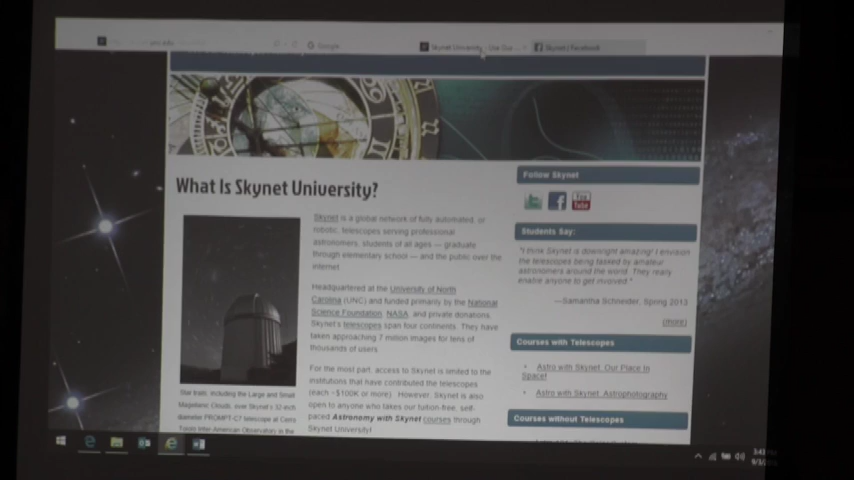 Google
Skynet University
Skynet | Facebook
What Is Skynet University?
Skynet is a global network of fully automated, or
robotic, telescopes serving professional
astronomers, students of all ages — graduate
through elementary school — and the public over the
internet.
Headquartered at the University of North
Carolina (UNC) and funded primarily by the National
Science Foundation, NASA, and private donations,
Skynet's telescopes span four continents. They have
taken approaching 7 million images for tens of
thousands of users.
For the most part, access to Skynet is limited to the
institutions that have contributed the telescopes
(each ~$100K or more). However, Skynet is also
open to anyone who takes our tuition-free, self-
paced Astronomy with Skynet courses through
Skynet University!
Star trails, including the Large and Small
Magellanic Clouds, over Skynet's 32-inch
diameter PROMPT-C7 telescope at Cerro
Tololo Inter-American Observatory in the
Follow Skynet
You
Tube
Students Say:
"I think Skynet is downright amazing! I envision
the telescopes being tasked by amateur
astronomers around the world. They really
enable anyone to get involved."
—Samantha Schneider, Spring 2013
(more)
Courses with Telescopes
Astro with Skynet: Our Place In
Space!
Astro with Skynet: Astrophotography
Courses without Telescopes